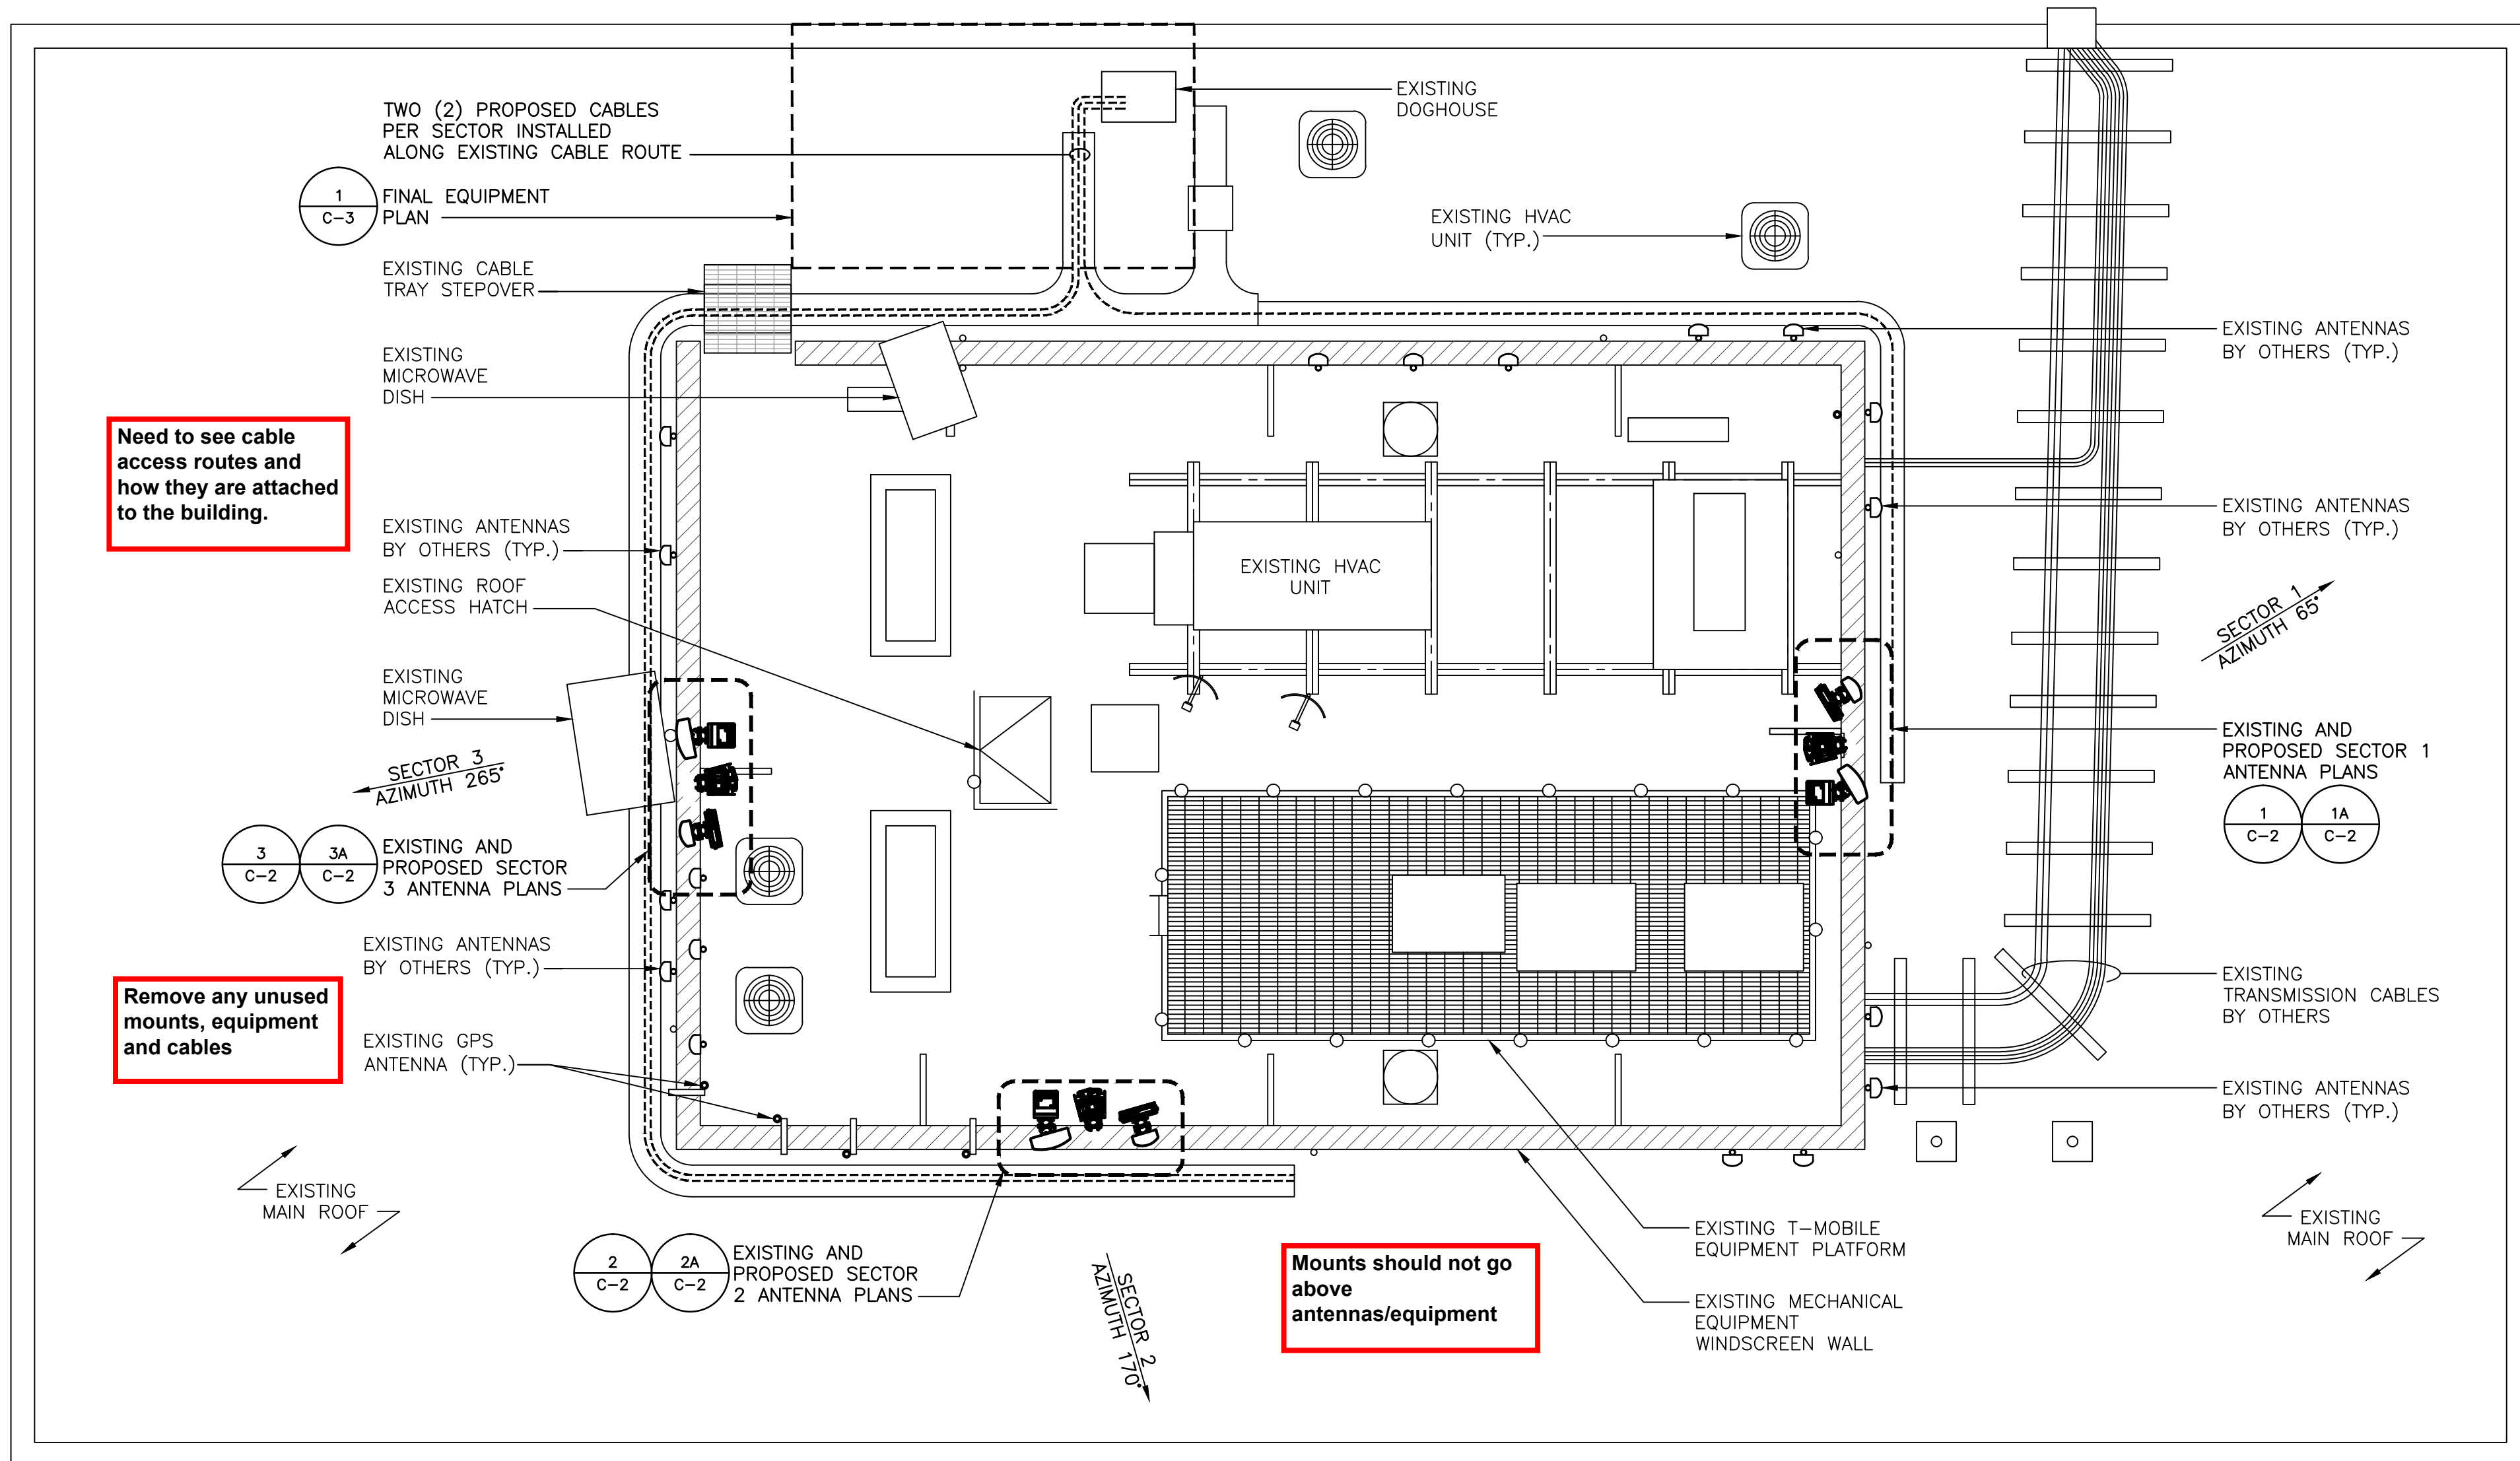 TWO (2) PROPOSED CABLES
PER SECTOR INSTALLED
ALONG EXISTING CABLE ROUTE
1
C-3
FINAL EQUIPMENT
PLAN
EXISTING CABLE
TRAY STEPOVER
EXISTING
MICROWAVE
DISH
Need to see cable
access routes and
how they are attached
to the building.
EXISTING ANTENNAS
BY OTHERS (TYP.)
EXISTING ROOF
ACCESS HATCH
EXISTING
MICROWAVE
DISH
SECTOR 3
AZIMUTH 265°
3
C-2
3A
C-2
EXISTING AND
PROPOSED SECTOR
3 ANTENNA PLANS
EXISTING ANTENNAS
BY OTHERS (TYP.)
Remove any unused
mounts, equipment
and cables
EXISTING GPS
ANTENNA (TYP.)
EXISTING
MAIN ROOF
2
C-2
2A
C-2
EXISTING AND
PROPOSED SECTOR
2 ANTENNA PLANS
SECTOR 2
AZIMUTH 170°
Mounts should not go
above
antennas/equipment
EXISTING T-MOBILE
EQUIPMENT PLATFORM
EXISTING MECHANICAL
EQUIPMENT
WINDSCREEN WALL
EXISTING
DOGHOUSE
EXISTING HVAC
UNIT (TYP.)
EXISTING HVAC
UNIT
EXISTING ANTENNAS
BY OTHERS (TYP.)
EXISTING ANTENNAS
BY OTHERS (TYP.)
SECTOR 1
AZIMUTH 65°
EXISTING AND
PROPOSED SECTOR 1
ANTENNA PLANS
1
C-2
1A
C-2
EXISTING
TRANSMISSION CABLES
BY OTHERS
EXISTING ANTENNAS
BY OTHERS (TYP.)
EXISTING
MAIN ROOF